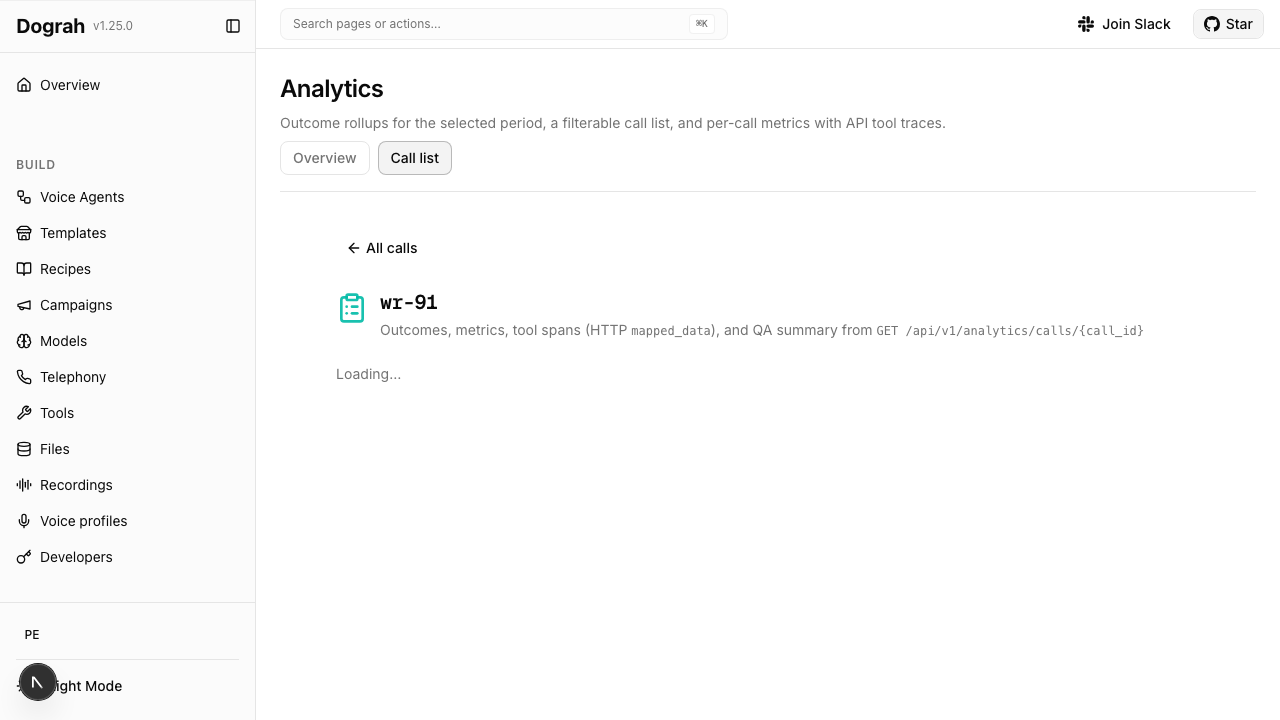 Dograh v1.25.0
Search pages or actions... ⌘K
Join Slack
Star
Overview
BUILD
Voice Agents
Templates
Recipes
Campaigns
Models
Telephony
Tools
Files
Recordings
Voice profiles
Developers
PE
ight Mode
Analytics
Outcome rollups for the selected period, a filterable call list, and per-call metrics with API tool traces.
Overview
Call list
All calls
wr-91
Outcomes, metrics, tool spans (HTTP mapped_data), and QA summary from GET /api/v1/analytics/calls/{call_id}
Loading...